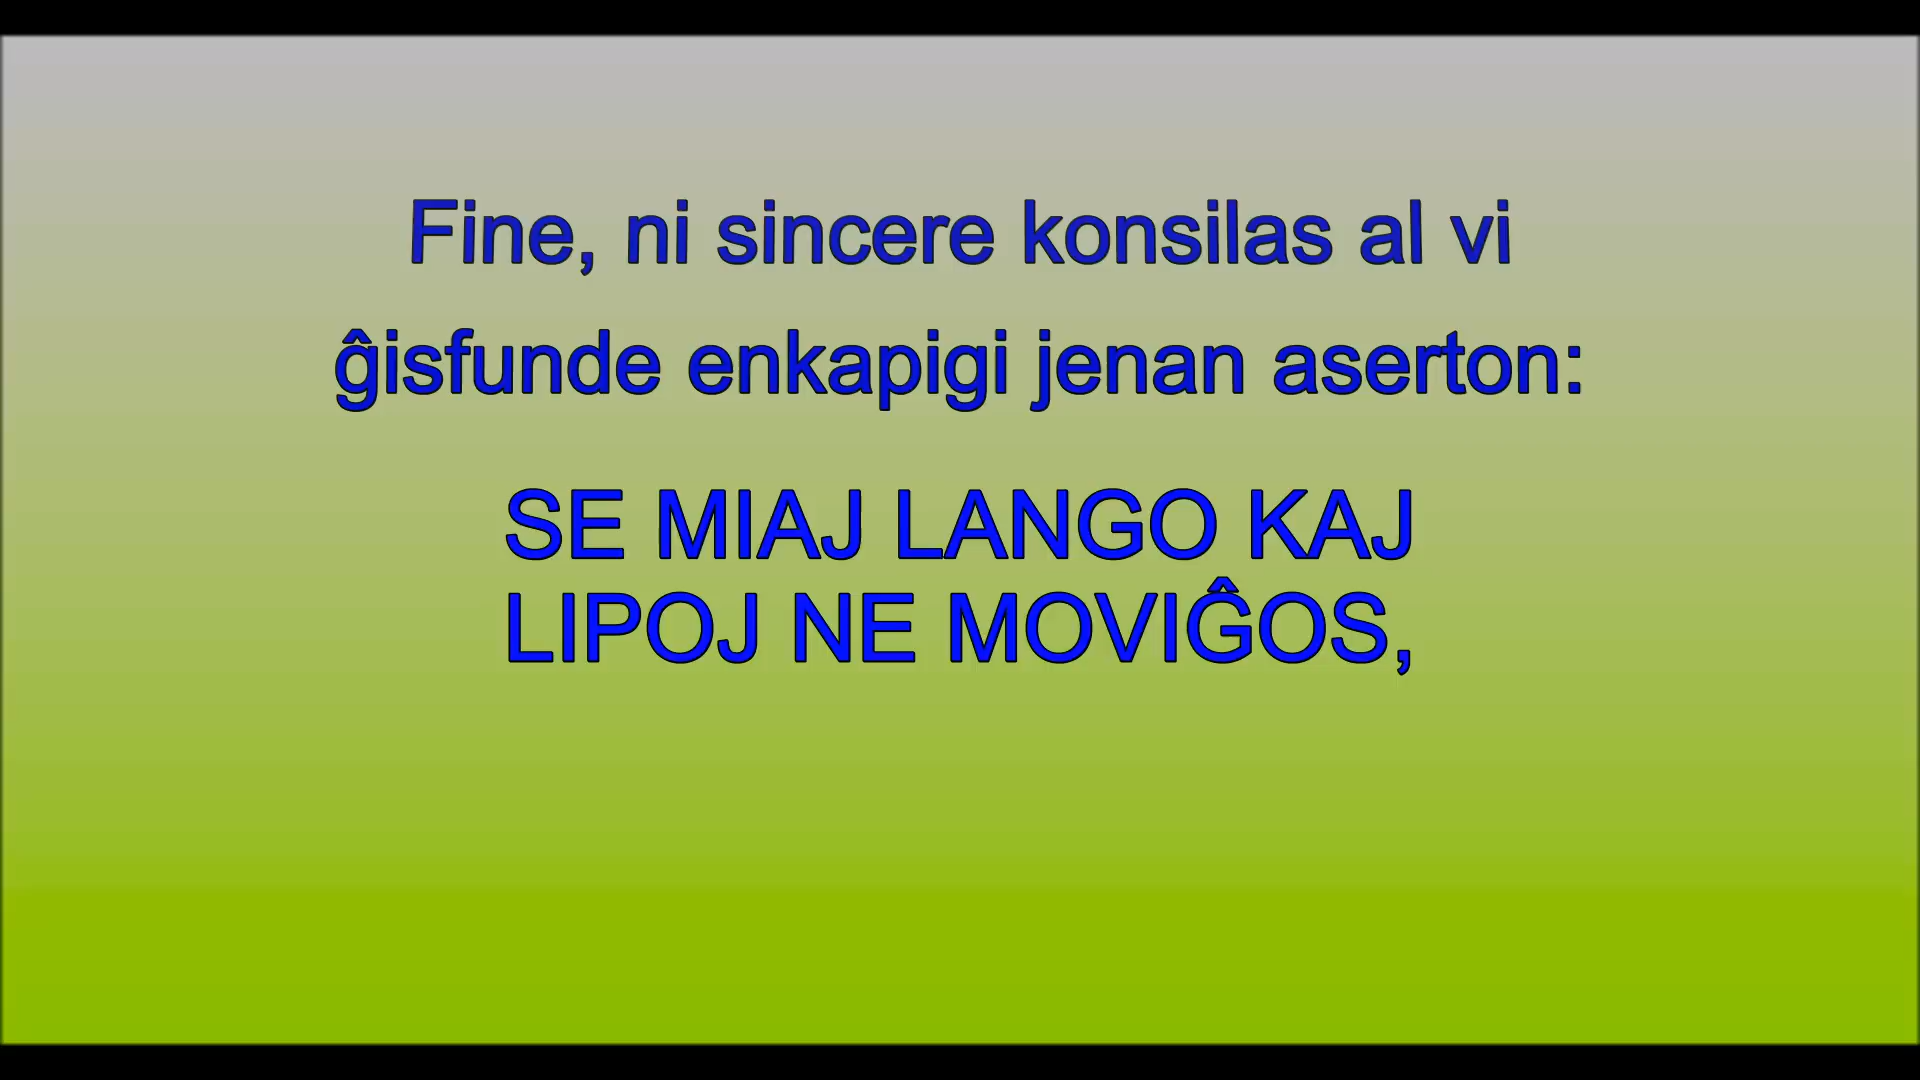 Fine, ni sincere konsilas al vi
ĝisfunde enkapigi jenan aserton:
SE MIAJ LANGO KAJ
LIPOJ NE MOVIĜOS,